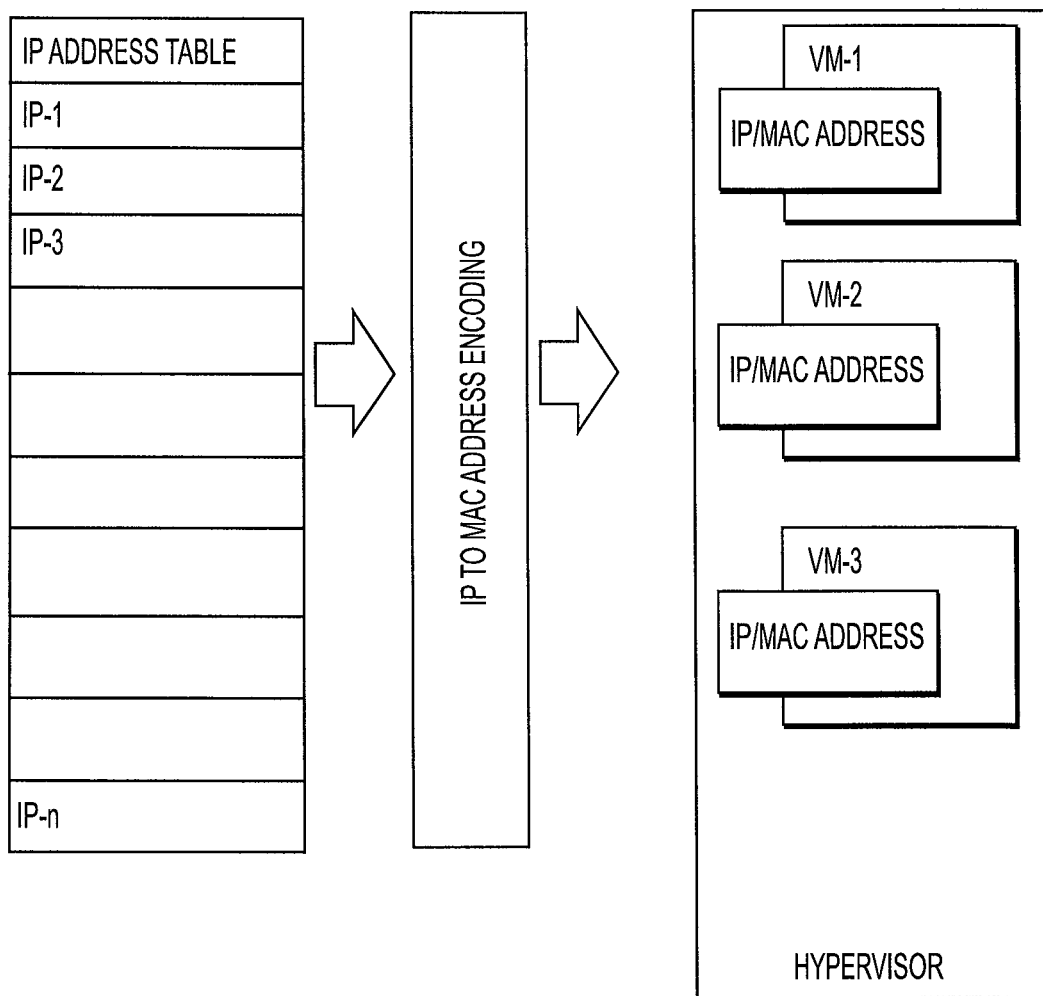 IP ADDRESS TABLE
IP-1
IP-2
IP-3
IP-n
IP TO MAC ADDRESS ENCODING
VM-1
IP/MAC ADDRESS
VM-2
IP/MAC ADDRESS
VM-3
IP/MAC ADDRESS
HYPERVISOR